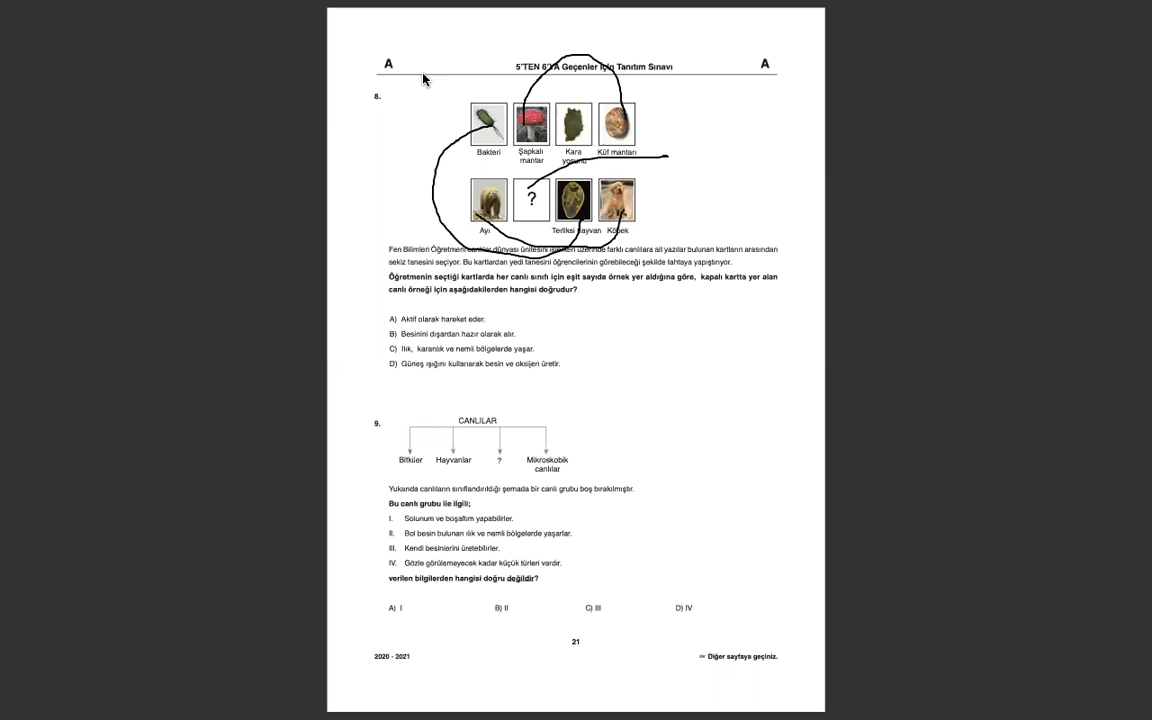 A 5'TEN 6'YA Geçenler İçin Tanıtım Sınavı A
8.
Bakteri Şapkalı mantar Kara yosunu Küf mantarı
?
Ayı Terliksi hayvan Köpek
Fen Bilimleri Öğretmeni canlılar dünyası ünitesini işlerken üzerinde farklı canlılara ait yazılar bulunan kartların arasından
sekiz tanesini seçiyor. Bu kartlardan yedi tanesini öğrencilerinin görebileceği şekilde tahtaya yapıştırıyor.
Öğretmenin seçtiği kartlarda her canlı sınıfı için eşit sayıda örnek yer aldığına göre, kapalı kartta yer alan
canlı örneği için aşağıdakilerden hangisi doğrudur?
A) Aktif olarak hareket eder.
B) Besinini dışardan hazır olarak alır.
C) Ilık, karanlık ve nemli bölgelerde yaşar.
D) Güneş ışığını kullanarak besin ve oksijen üretir.
9.
CANLILAR
Bitkiler Hayvanlar ? Mikroskobik canlılar
Yukarıda canlıların sınıflandırıldığı şemada bir canlı grubu boş bırakılmıştır.
Bu canlı grubu ile ilgili;
I. Solunum ve boşaltım yapabilirler.
II. Bol besin bulunan ılık ve nemli bölgelerde yaşarlar.
III. Kendi besinlerini üretebilirler.
IV. Gözle görülemeyecek kadar küçük türleri vardır.
verilen bilgilerden hangisi doğru değildir?
A) I B) II C) III D) IV
21
2020 - 2021 Diğer sayfaya geçiniz.